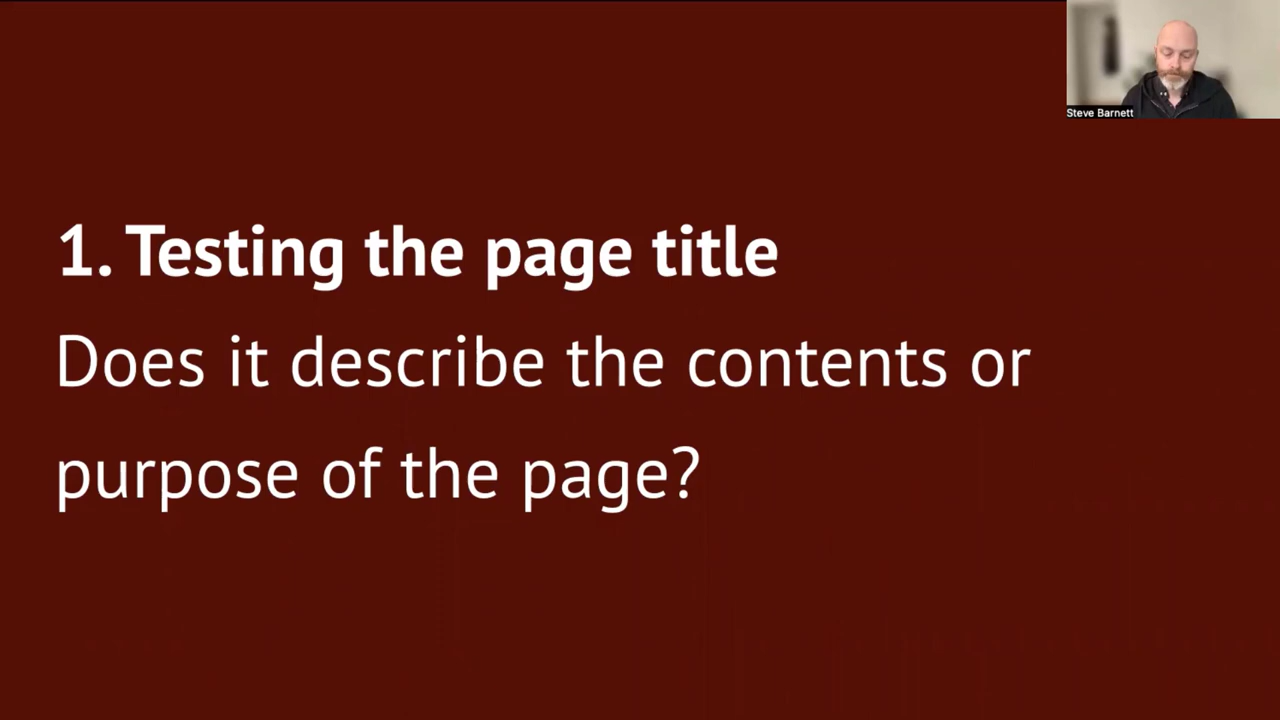 Steve Barnett
1. Testing the page title
Does it describe the contents or
purpose of the page?